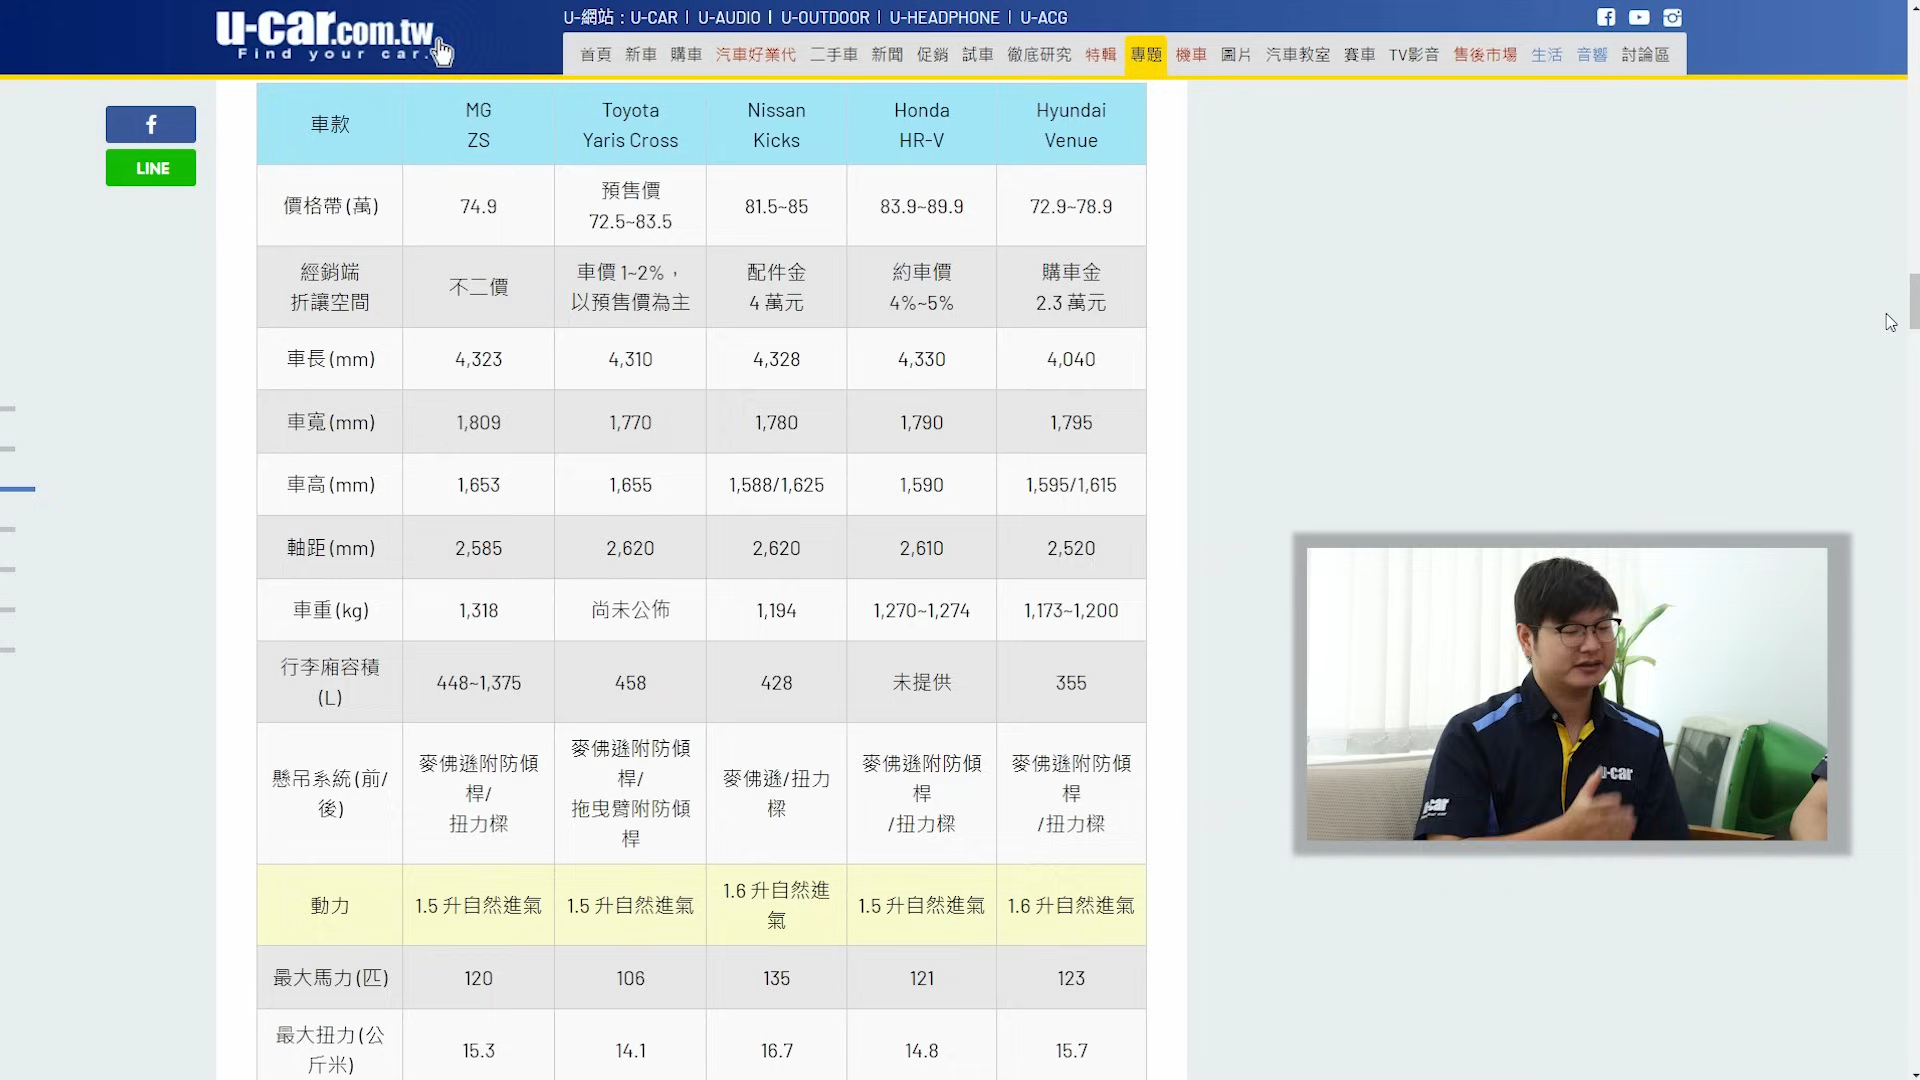 u-car.com.tw
Find your car.
U-網站：U-CAR | U-AUDIO | U-OUTDOOR | U-HEADPHONE | U-ACG
首頁 新車 購車 汽車好業代 二手車 新聞 促銷 試車 徹底研究 特輯 專題 機車 圖片 汽車教室 賽車 TV影音 售後市場 生活 音響 討論區
f
LINE
車款
MG
ZS
Toyota
Yaris Cross
Nissan
Kicks
Honda
HR-V
Hyundai
Venue
價格帶(萬)
74.9
預售價
72.5~83.5
81.5~85
83.9~89.9
72.9~78.9
經銷端
折讓空間
不二價
車價 1~2%，
以預售價為主
配件金
4 萬元
約車價
4%~5%
購車金
2.3 萬元
車長(mm)
4,323
4,310
4,328
4,330
4,040
車寬(mm)
1,809
1,770
1,780
1,790
1,795
車高(mm)
1,653
1,655
1,588/1,625
1,590
1,595/1,615
軸距(mm)
2,585
2,620
2,620
2,610
2,520
車重(kg)
1,318
尚未公佈
1,194
1,270~1,274
1,173~1,200
行李廂容積
(L)
448~1,375
458
428
未提供
355
懸吊系統(前/
後)
麥佛遜附防傾
桿/
扭力樑
麥佛遜附防傾
桿/
拖曳臂附防傾
桿
麥佛遜/扭力
樑
麥佛遜附防傾
桿
/扭力樑
麥佛遜附防傾
桿
/扭力樑
動力
1.5 升自然進氣
1.5 升自然進氣
1.6 升自然進
氣
1.5 升自然進氣
1.6 升自然進氣
最大馬力(匹)
120
106
135
121
123
最大扭力(公
斤米)
15.3
14.1
16.7
14.8
15.7
u-car
u-car